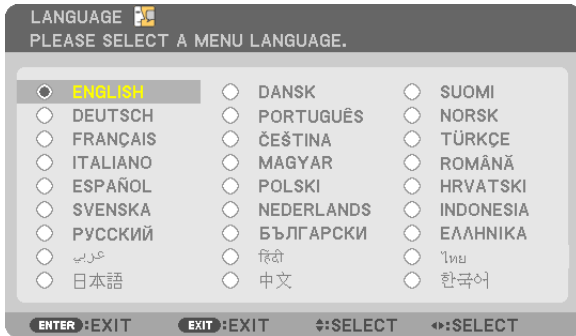 LANGUAGE
PLEASE SELECT A MENU LANGUAGE.
ENGLISH DANSK SUOMI
DEUTSCH PORTUGUÊS NORSK
FRANÇAIS ČEŠTINA TÜRKÇE
ITALIANO MAGYAR ROMÂNĂ
ESPAÑOL POLSKI HRVATSKI
SVENSKA NEDERLANDS INDONESIA
РУССКИЙ БЪЛГАРСКИ ΕΛΛΗΝΙΚΑ
عربي हिंदी ไทย
日本語 中文 한국어
ENTER:EXIT EXIT:EXIT :SELECT :SELECT